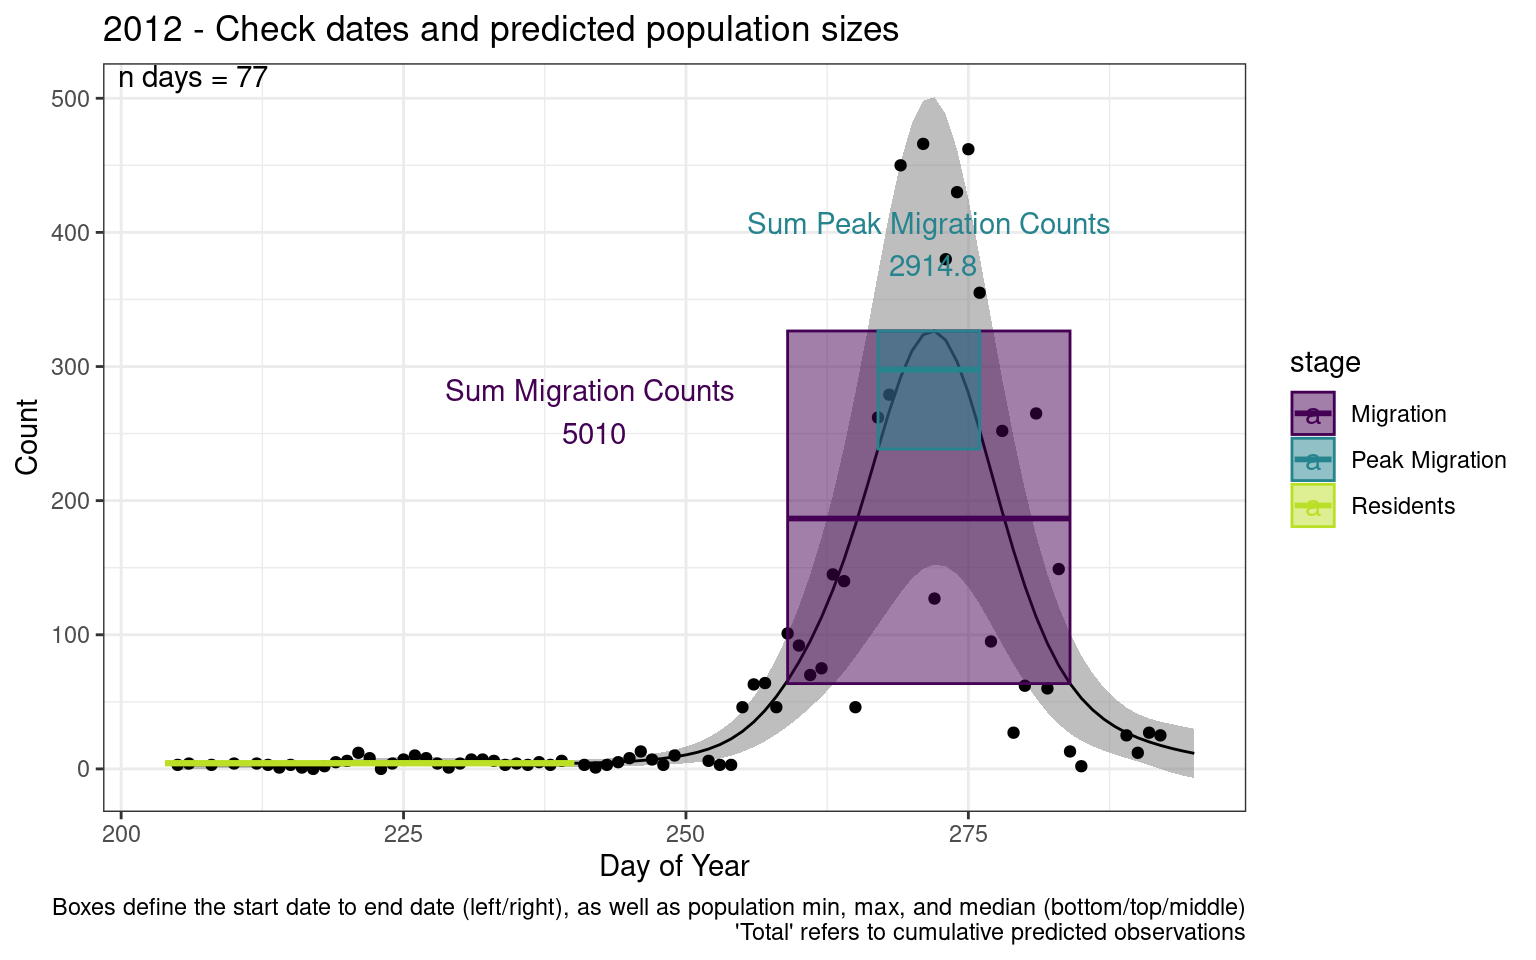 2012 - Check dates and predicted population sizes
n days = 77
500
400
300
200
100
0
Count
Sum Peak Migration Counts
2914.8
Sum Migration Counts
5010
200
225
250
275
Day of Year
stage
a Migration
a Peak Migration
a Residents
Boxes define the start date to end date (left/right), as well as population min, max, and median (bottom/top/middle)
'Total' refers to cumulative predicted observations